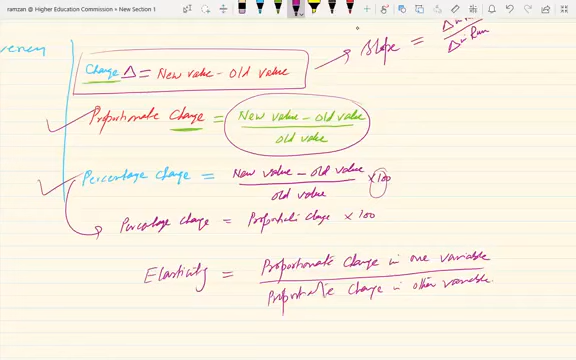 ramzan @ Higher Education Commission » New Section 1
Slope = Δ in / Δ in Run
Change Δ = New value - old value
Proportionate Change = New value - old value / old value
Percentage change = New value - old value / old value × 100
Percentage change = Proportionate change × 100
Elasticity = Proportionate change in one variable / Proportionate change in other variable.